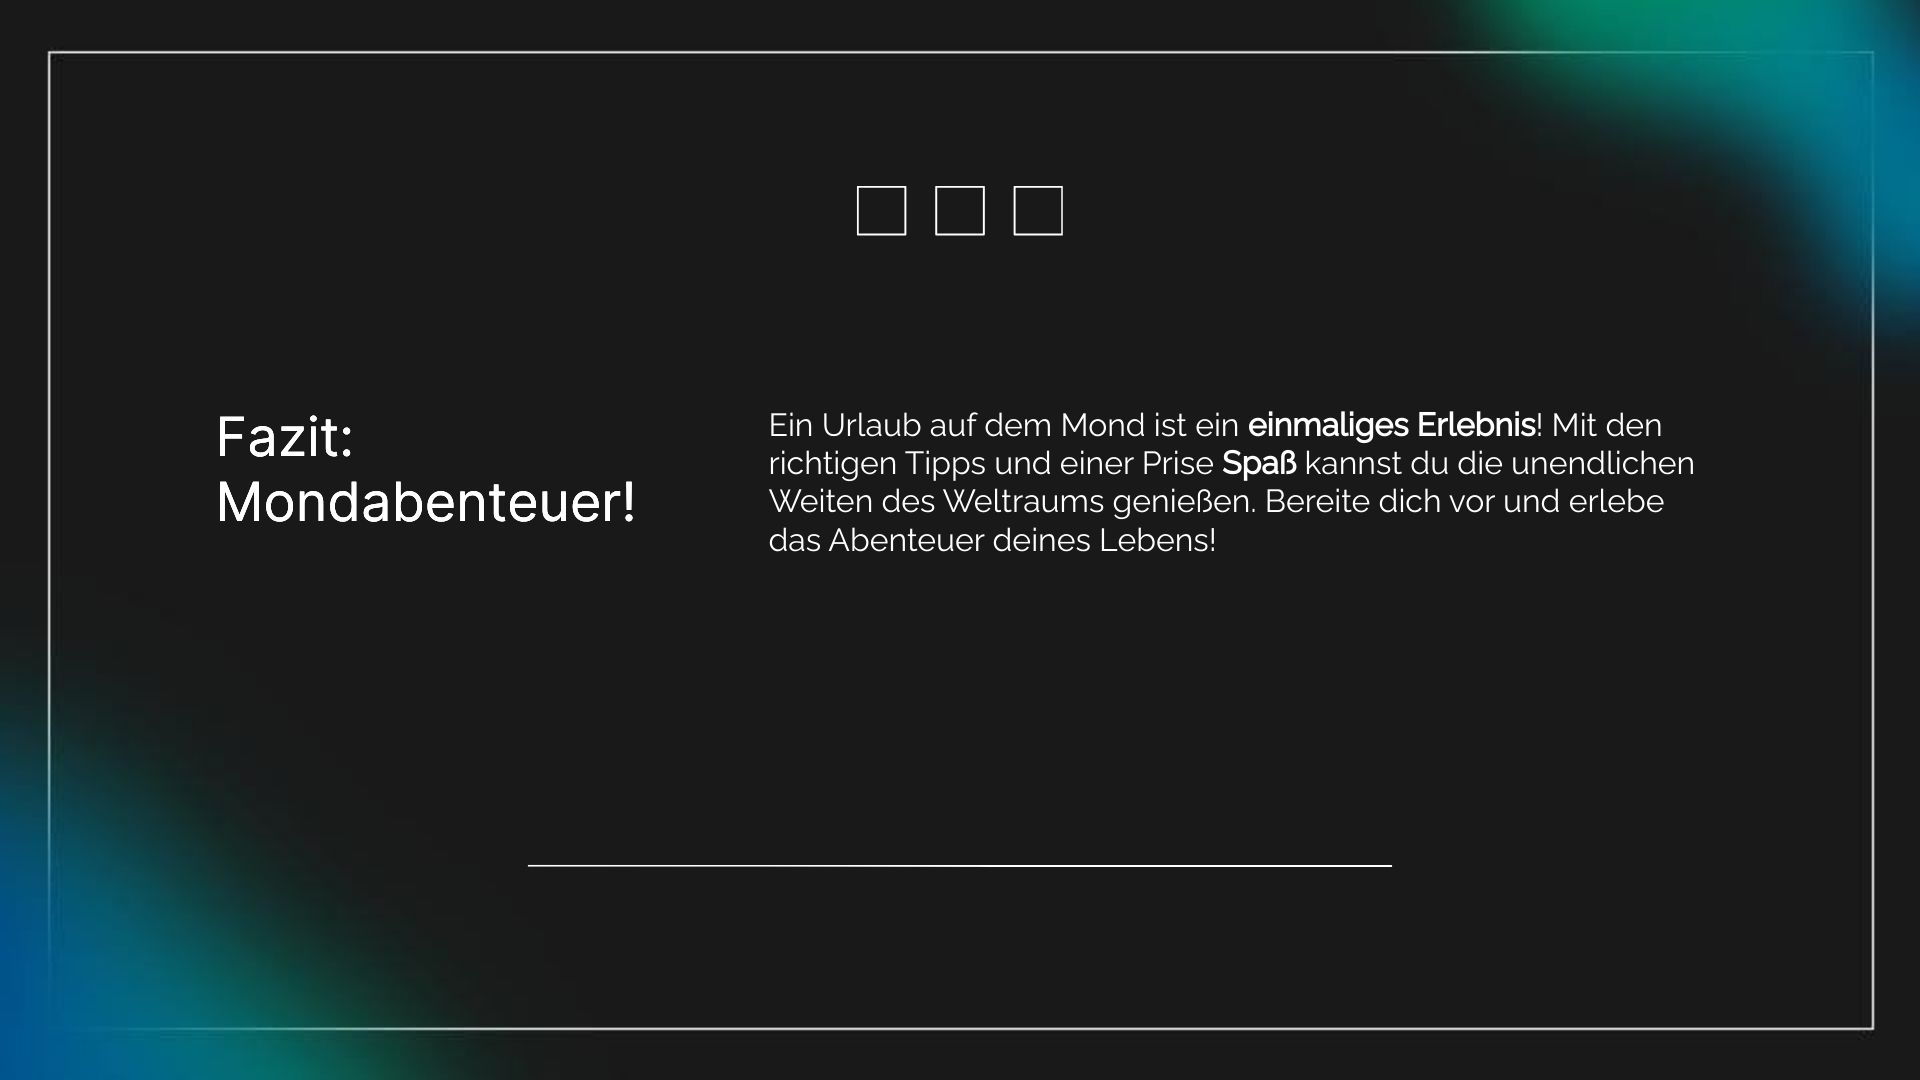 Fazit:
Mondabenteuer!
Ein Urlaub auf dem Mond ist ein einmaliges Erlebnis! Mit den
richtigen Tipps und einer Prise Spaß kannst du die unendlichen
Weiten des Weltraums genießen. Bereite dich vor und erlebe
das Abenteuer deines Lebens!